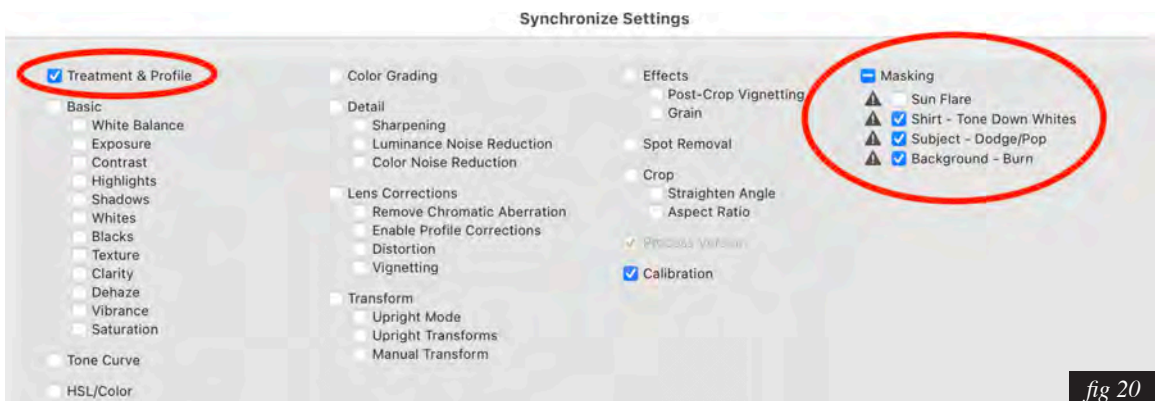 Synchronize Settings
Treatment & Profile
Basic
White Balance
Exposure
Contrast
Highlights
Shadows
Whites
Blacks
Texture
Clarity
Dehaze
Vibrance
Saturation
Tone Curve
HSL/Color
Color Grading
Detail
Sharpening
Luminance Noise Reduction
Color Noise Reduction
Lens Corrections
Remove Chromatic Aberration
Enable Profile Corrections
Distortion
Vignetting
Transform
Upright Mode
Upright Transforms
Manual Transform
Effects
Post-Crop Vignetting
Grain
Spot Removal
Crop
Straighten Angle
Aspect Ratio
Process Version
Calibration
Masking
Sun Flare
Shirt - Tone Down Whites
Subject - Dodge/Pop
Background - Burn
fig 20